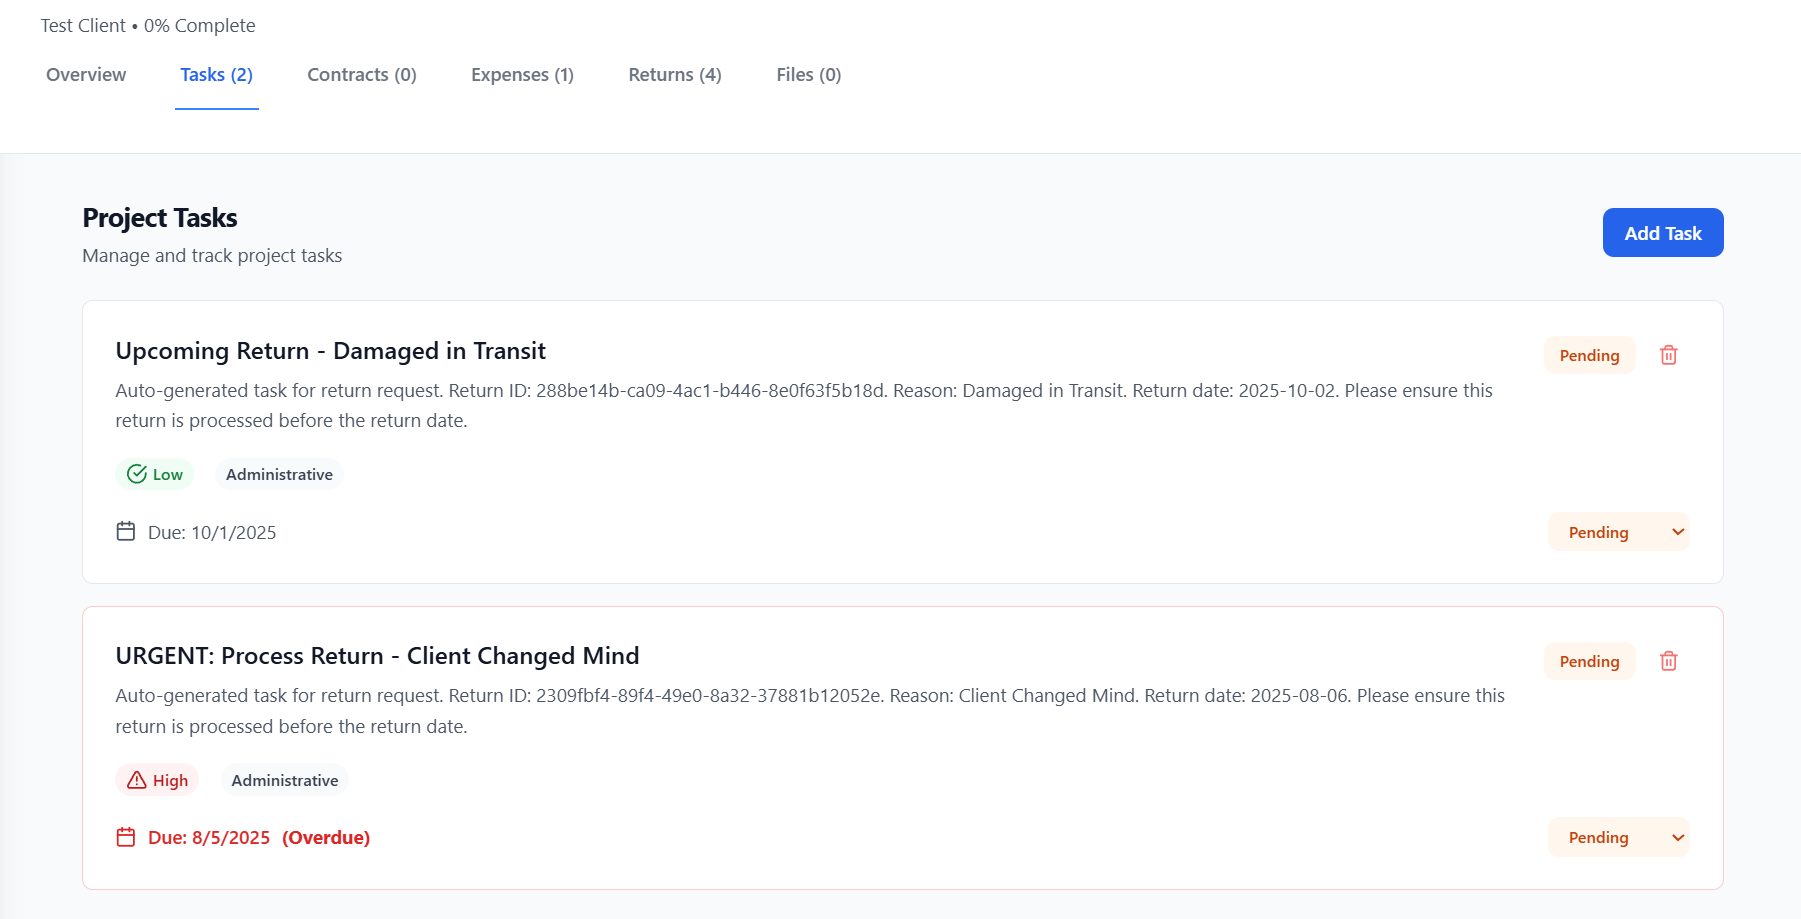 Test Client • 0% Complete
Overview
Tasks (2)
Contracts (0)
Expenses (1)
Returns (4)
Files (0)
Project Tasks
Manage and track project tasks
Add Task
Upcoming Return - Damaged in Transit
Pending
Auto-generated task for return request. Return ID: 288be14b-ca09-4ac1-b446-8e0f63f5b18d. Reason: Damaged in Transit. Return date: 2025-10-02. Please ensure this
return is processed before the return date.
Low
Administrative
Due: 10/1/2025
Pending
URGENT: Process Return - Client Changed Mind
Pending
Auto-generated task for return request. Return ID: 2309fbf4-89f4-49e0-8a32-37881b12052e. Reason: Client Changed Mind. Return date: 2025-08-06. Please ensure this
return is processed before the return date.
High
Administrative
Due: 8/5/2025 (Overdue)
Pending